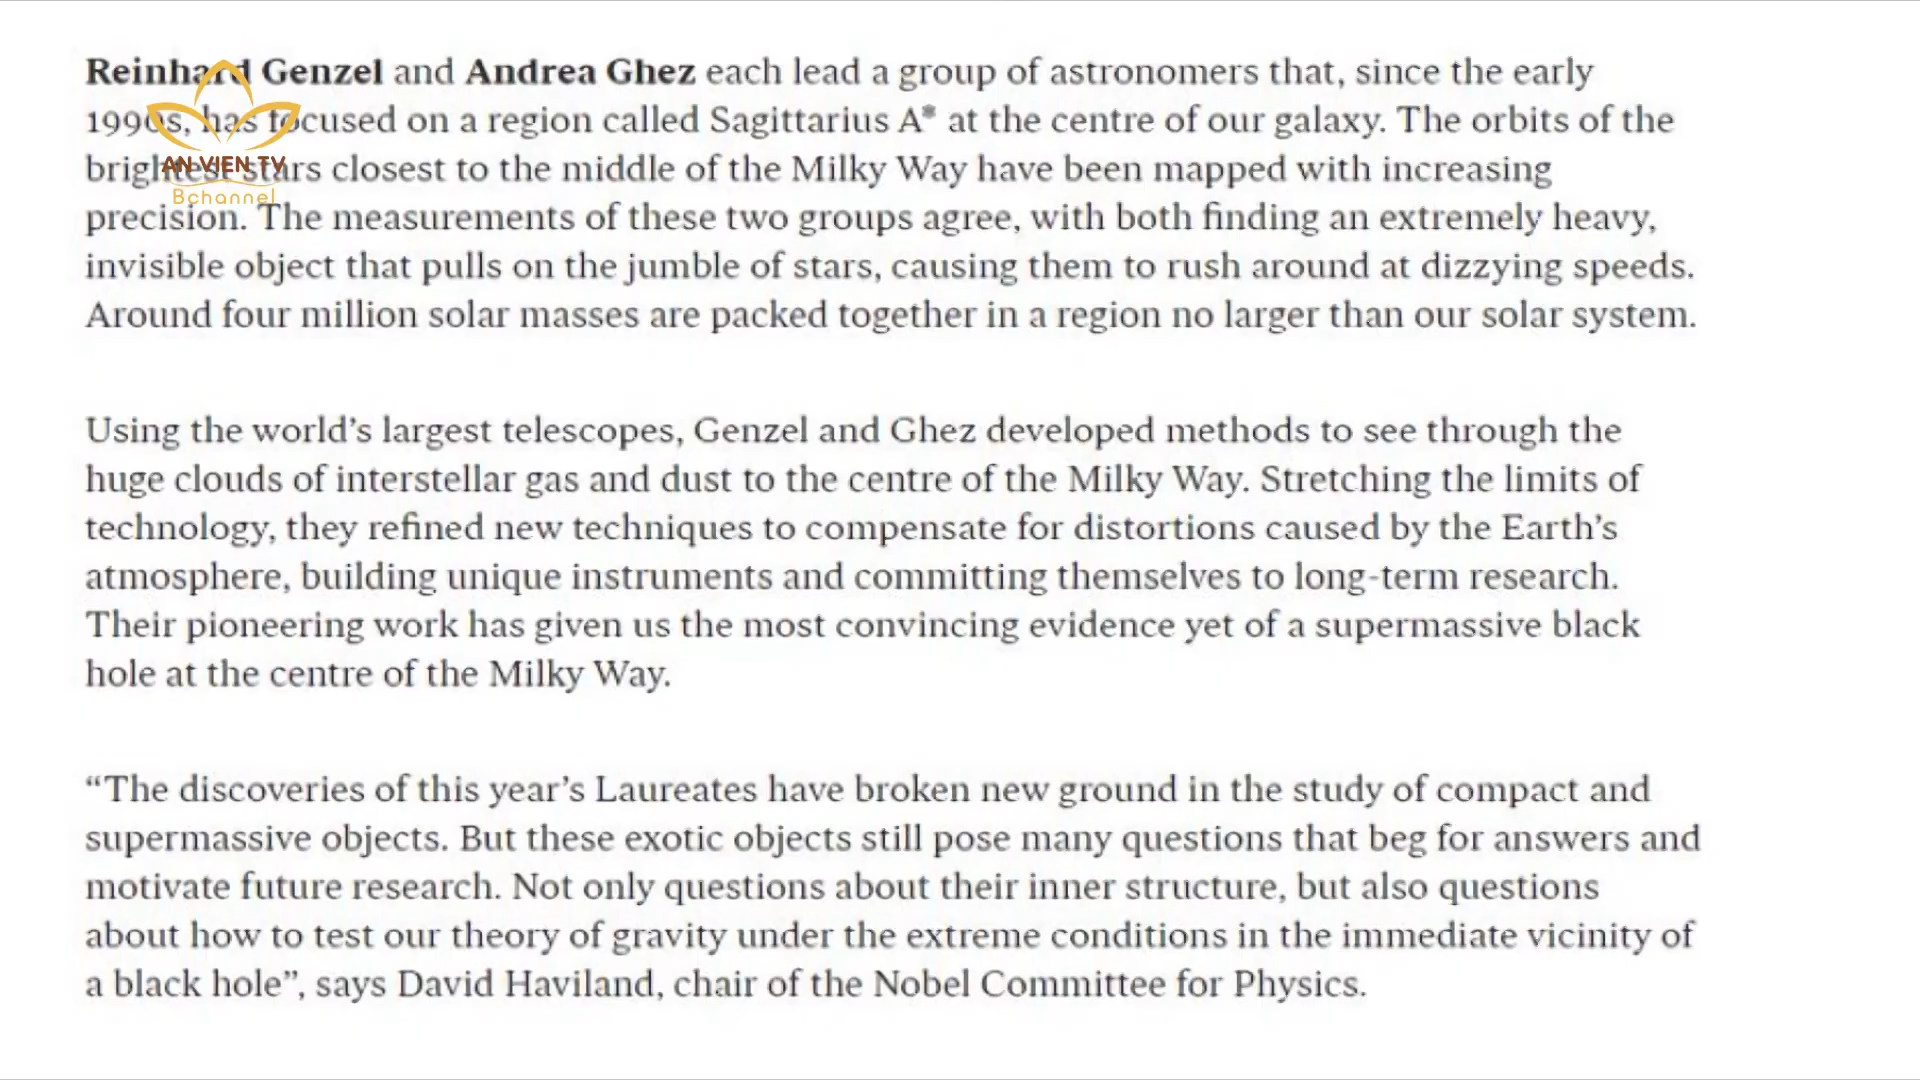 Reinhard Genzel and Andrea Ghez each lead a group of astronomers that, since the early
1990s, has focused on a region called Sagittarius A* at the centre of our galaxy. The orbits of the
brightest stars closest to the middle of the Milky Way have been mapped with increasing
precision. The measurements of these two groups agree, with both finding an extremely heavy,
invisible object that pulls on the jumble of stars, causing them to rush around at dizzying speeds.
Around four million solar masses are packed together in a region no larger than our solar system.
AN VIEN TV
Bchannel
Using the world's largest telescopes, Genzel and Ghez developed methods to see through the
huge clouds of interstellar gas and dust to the centre of the Milky Way. Stretching the limits of
technology, they refined new techniques to compensate for distortions caused by the Earth's
atmosphere, building unique instruments and committing themselves to long-term research.
Their pioneering work has given us the most convincing evidence yet of a supermassive black
hole at the centre of the Milky Way.
“The discoveries of this year’s Laureates have broken new ground in the study of compact and
supermassive objects. But these exotic objects still pose many questions that beg for answers and
motivate future research. Not only questions about their inner structure, but also questions
about how to test our theory of gravity under the extreme conditions in the immediate vicinity of
a black hole”, says David Haviland, chair of the Nobel Committee for Physics.